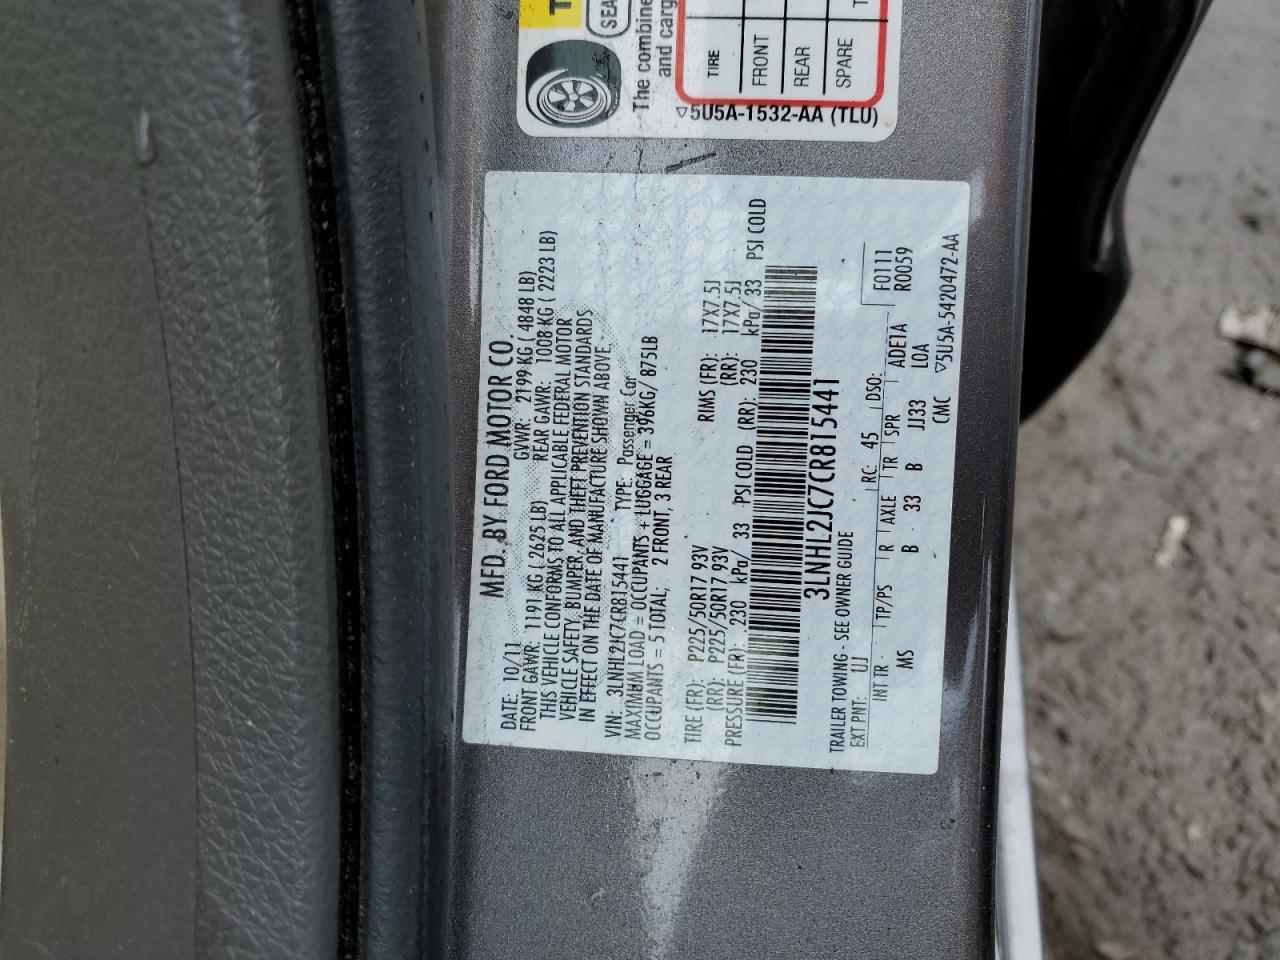 T
SEA
The combine
and carg
TIRE
FRONT
REAR
SPARE
T
▽5U5A-1532-AA (TLU)
MFD. BY FORD MOTOR CO.
DATE: 10/11 GVWR: 2199 KG ( 4848 LB)
FRONT GAWR: 1191 KG ( 2625 LB) REAR GAWR: 1008 KG ( 2223 LB)
THIS VEHICLE CONFORMS TO ALL APPLICABLE FEDERAL MOTOR
VEHICLE SAFETY, BUMPER, AND THEFT PREVENTION STANDARDS
IN EFFECT ON THE DATE OF MANUFACTURE SHOWN ABOVE.
VIN: 3LNHL2JC7CR815441 TYPE: Passenger Car
MAXIMUM LOAD = OCCUPANTS + LUGGAGE = 396KG/ 875LB
OCCUPANTS = 5 TOTAL; 2 FRONT, 3 REAR
TIRE (FR): P225/50R17 93V RIMS (FR): 17X7.5J
(RR): P225/50R17 93V (RR): 17X7.5J
PRESSURE (FR): 230 kPa/ 33 PSI COLD (RR): 230 kPa/ 33 PSI COLD
3LNHL2JC7CR815441
TRAILER TOWING - SEE OWNER GUIDE
EXT PNT: UJ RC: 45 DSO: F0111
R0059
INT TR TP/PS R AXLE TR SPR ADE1A
MS B 33 B JJ33 LOA
CMC ▽5U5A-5420472-AA